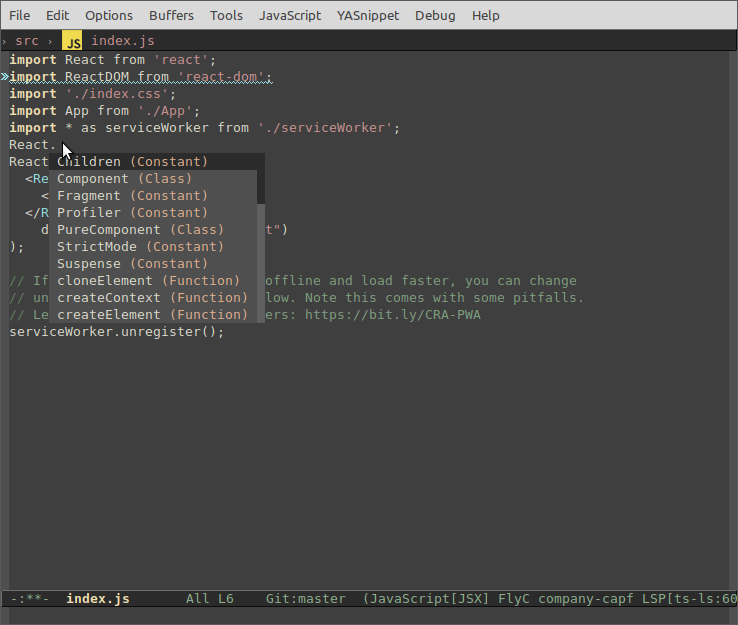 File Edit Options Buffers Tools JavaScript YASnippet Debug Help
› src › JS index.js
import React from 'react';
»import ReactDOM from 'react-dom';
import './index.css';
import App from './App';
import * as serviceWorker from './serviceWorker';
React.
React Children (Constant)
<Re Component (Class)
< Fragment (Constant)
</R Profiler (Constant)
d PureComponent (Class) t")
); StrictMode (Constant)
Suspense (Constant)
// If cloneElement (Function) offline and load faster, you can change
// un createContext (Function) low. Note this comes with some pitfalls.
// Le createElement (Function) ers: https://bit.ly/CRA-PWA
serviceWorker.unregister();
-:**- index.js All L6 Git:master (JavaScript[JSX] FlyC company-capf LSP[ts-ls:60